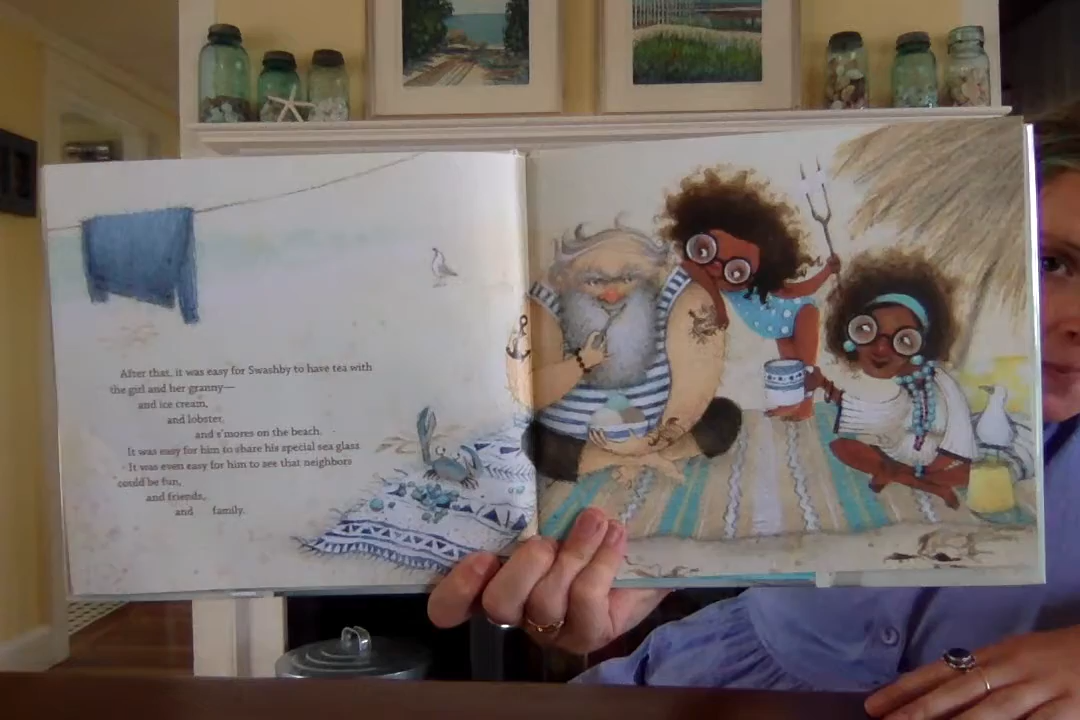 After that, it was easy for Swashby to have tea with
the girl and her granny—
and ice cream,
and lobster,
and s'mores on the beach.
It was easy for him to share his special sea glass.
It was even easy for him to see that neighbors
could be fun,
and friends,
and family.